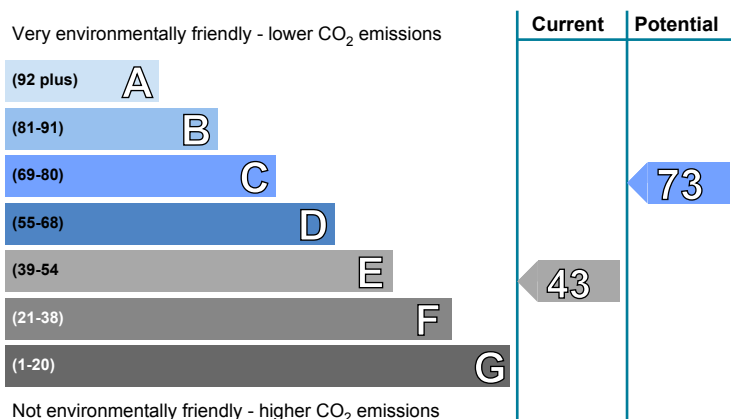 Very environmentally friendly - lower CO2 emissions
Current
Potential
(92 plus) A
(81-91) B
(69-80) C
73
(55-68) D
(39-54 E
43
(21-38) F
(1-20) G
Not environmentally friendly - higher CO2 emissions